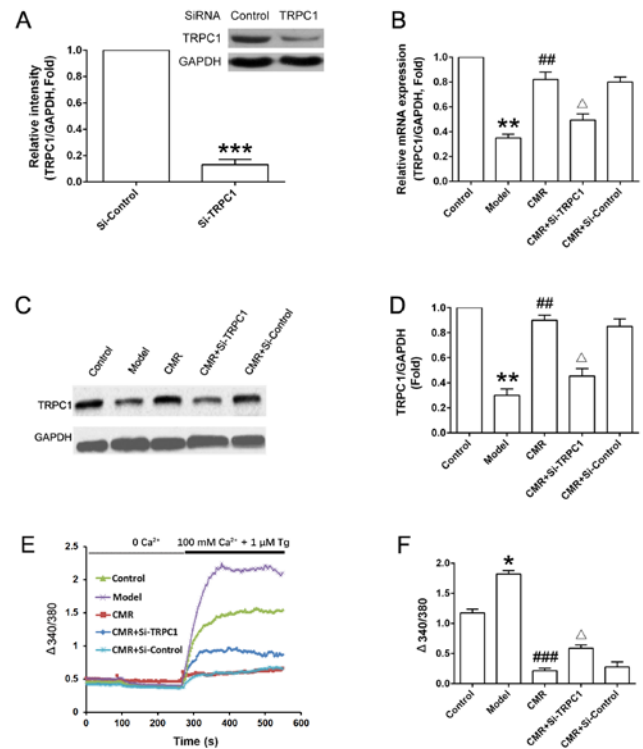 A
SiRNA Control TRPC1
TRPC1
GAPDH
Relative intensity
(TRPC1/GAPDH, Fold)
1.0
0.8
0.6
0.4
0.2
0.0
***
Si-Control
Si-TRPC1
B
Relative mRNA expression
(TRPC1/GAPDH, Fold)
1.0
0.8
0.6
0.4
0.2
0.0
**
##
△
Control
Model
CMR
CMR+Si-TRPC1
CMR+Si-Control
C
Control
Model
CMR
CMR+Si-TRPC1
CMR+Si-Control
TRPC1
GAPDH
D
TRPC1/GAPDH
(Fold)
1.0
0.8
0.6
0.4
0.2
0.0
**
##
△
Control
Model
CMR
CMR+Si-TRPC1
CMR+Si-Control
E
0 Ca²⁺ 100 mM Ca²⁺ + 1 µM Tg
Δ 340/380
2.5
2
1.5
1
0.5
0
Control
Model
CMR
CMR+Si-TRPC1
CMR+Si-Control
0 100 200 300 400 500 600
Time (s)
F
Δ 340/380
2.0
1.5
1.0
0.5
0.0
*
###
△
Control
Model
CMR
CMR+Si-TRPC1
CMR+Si-Control